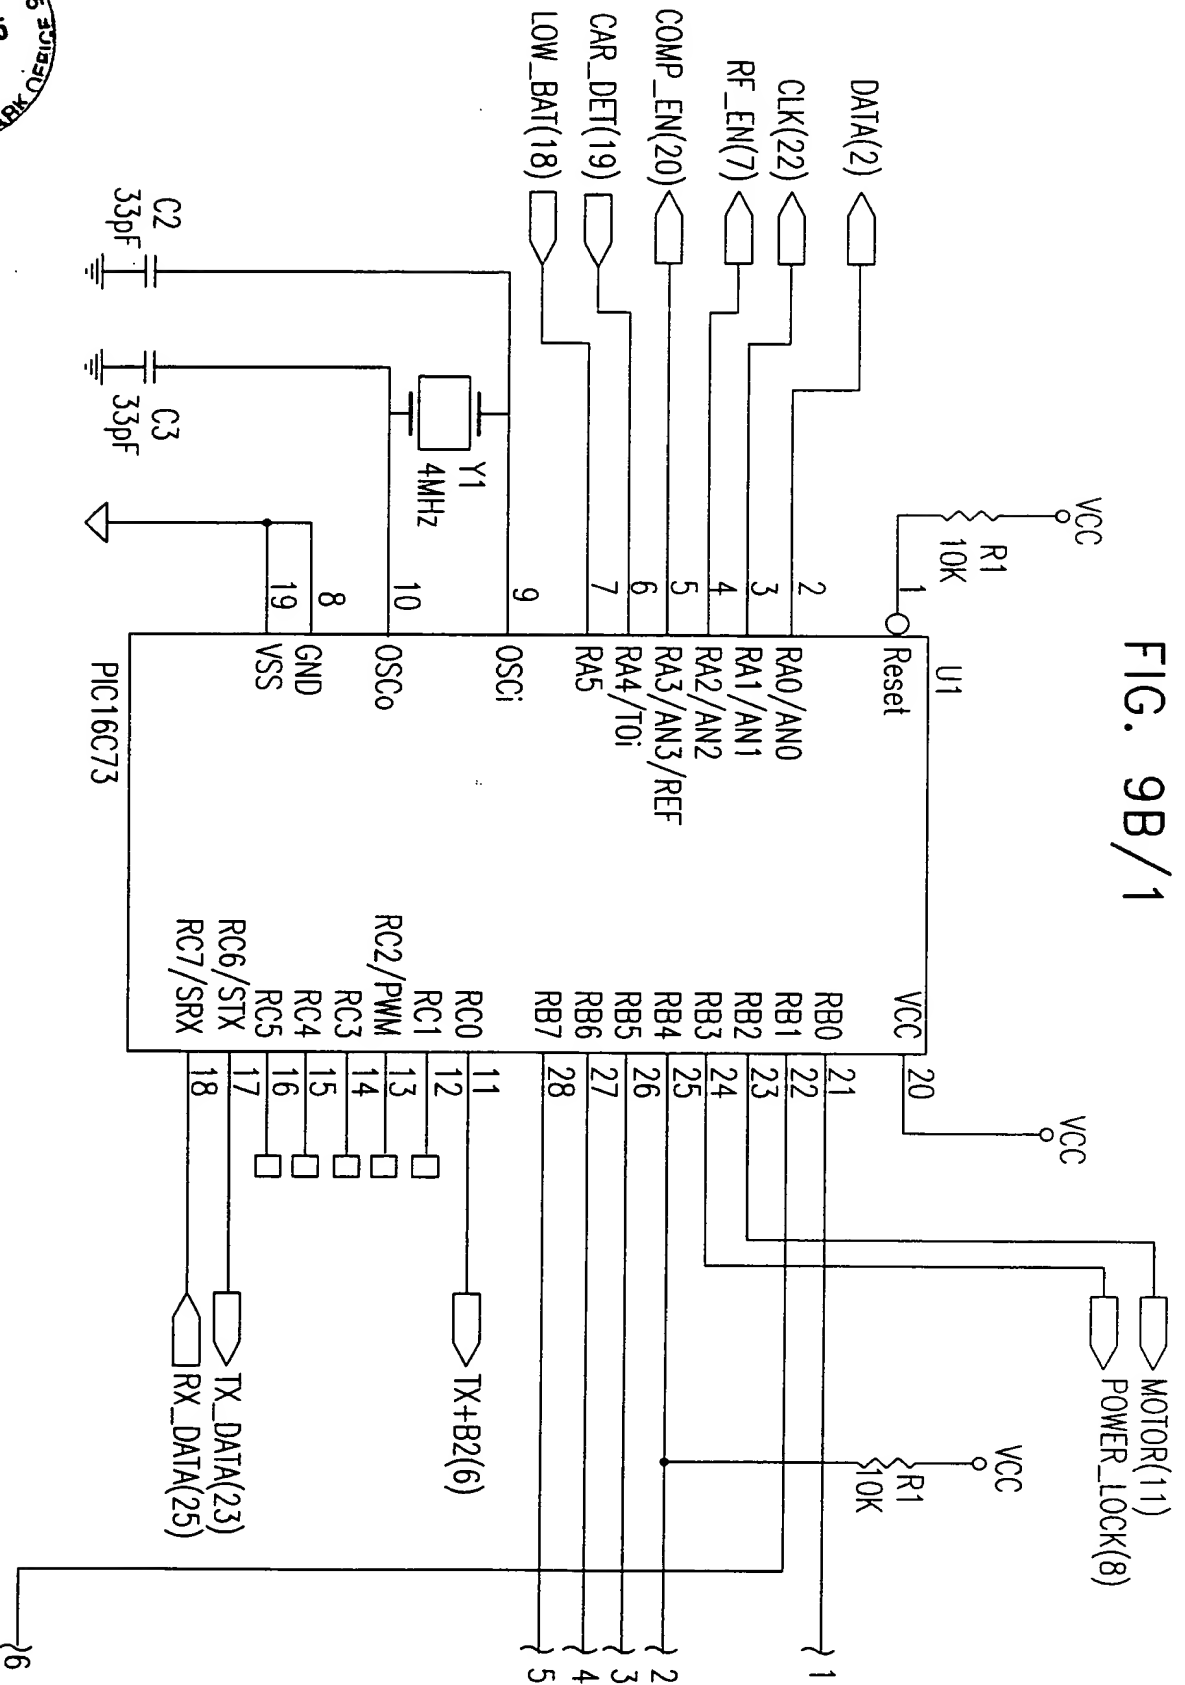 FIG. 9B/1
VCC
R1
10K
1
Reset
U1
DATA(2)
CLK(22)
RF_EN(7)
COMP_EN(20)
CAR_DET(19)
LOW_BAT(18)
2
3
4
5
6
7
RA0/AN0
RA1/AN1
RA2/AN2
RA3/AN3/REF
RA4/T0i
RA5
9
OSCi
10
OSCo
8
GND
19
VSS
Y1
4MHz
C2
33pF
C3
33pF
PIC16C73
VCC
20
VCC
RB0
21
RB1
22
RB2
23
RB3
24
RB4
25
RB5
26
RB6
27
RB7
28
RC0
11
RC1
12
RC2/PWM
13
RC3
14
RC4
15
RC5
16
RC6/STX
17
RC7/SRX
18
MOTOR(11)
POWER_LOCK(8)
VCC
R1
10K
TX+B2(6)
TX_DATA(23)
RX_DATA(25)
1
2
3
4
5
6